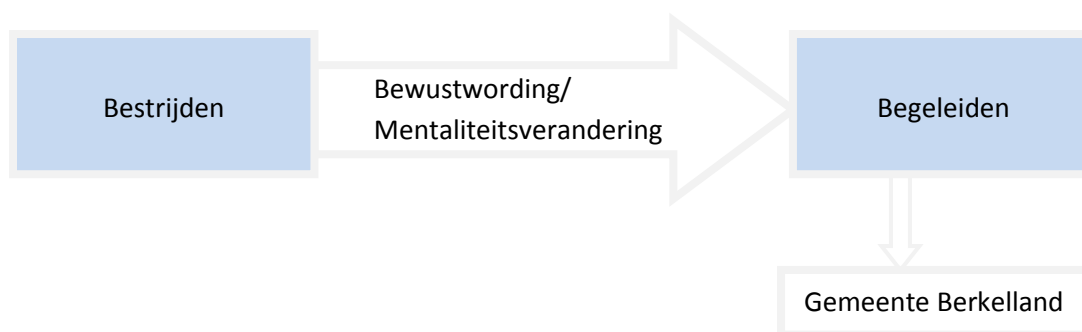 Bestrijden
Bewustwording/
Mentaliteitsverandering
Begeleiden
Gemeente Berkelland